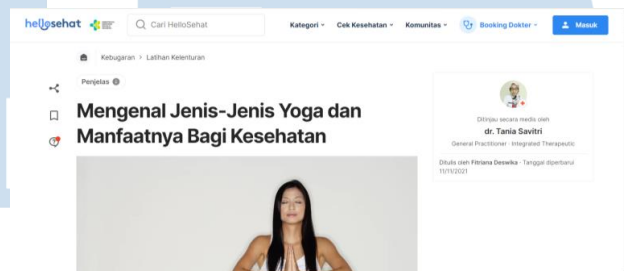 hellosehat
Cari HelloSehat
Kategori
Cek Kesehatan
Komunitas
Booking Dokter
Masuk
Kebugaran > Latihan Kelenturan
Penjelas
Mengenal Jenis-Jenis Yoga dan
Manfaatnya Bagi Kesehatan
Ditinjau secara medis oleh
dr. Tania Savitri
General Practitioner · Integrated Therapeutic
Ditulis oleh Fitriana Deswika · Tanggal diperbarui
11/11/2021